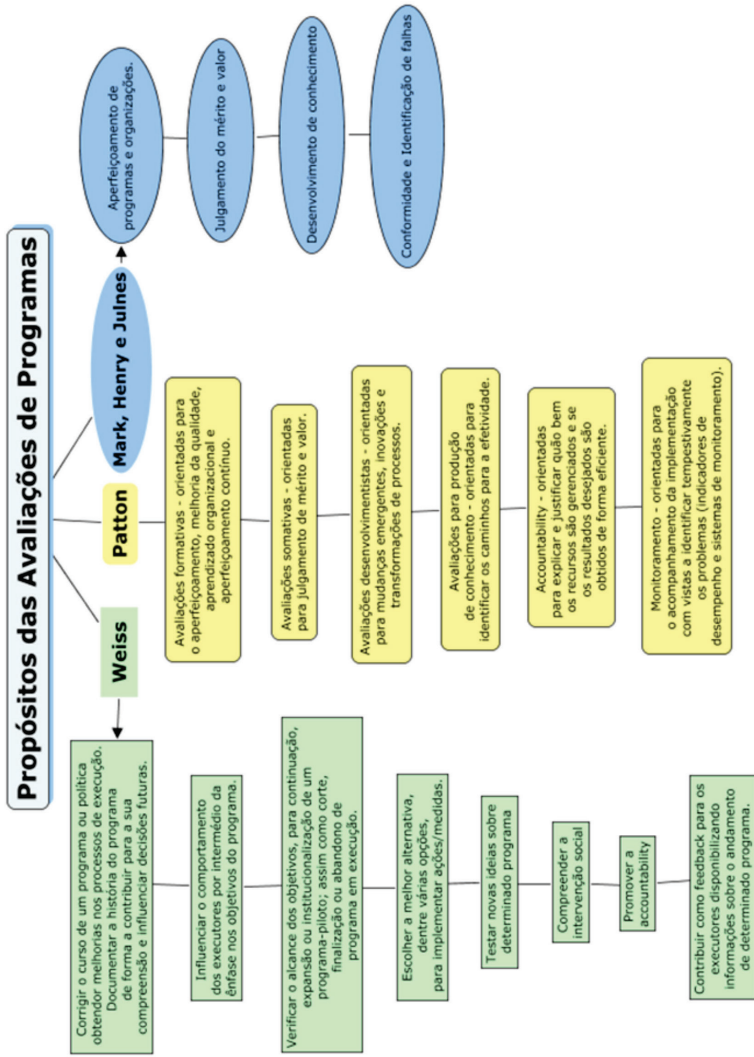 Propósitos das Avaliações de Programas
Weiss
Corrigir o curso de um programa ou política
obtendor melhorias nos processos de execução.
Documentar a história do programa
de forma a contribuir para a sua
compreensão e influenciar decisões futuras.
Influenciar o comportamento
dos executores por intermédio da
ênfase nos objetivos do programa.
Verificar o alcance dos objetivos, para continuação,
expansão ou institucionalização de um
programa-piloto; assim como corte,
finalização ou abandono de
programa em execução.
Escolher a melhor alternativa,
dentre várias opções,
para implementar ações/medidas.
Testar novas ideias sobre
determinado programa
Compreender a
intervenção social
Promover a
accountability
Contribuir como feedback para os
executores disponibilizando
informações sobre o andamento
de determinado programa.
Patton
Avaliações formativas - orientadas para
o aperfeiçoamento, melhoria da qualidade,
aprendizado organizacional e
aperfeiçoamento contínuo.
Avaliações somativas - orientadas
para julgamento de mérito e valor.
Avaliações desenvolvimentistas - orientadas
para mudanças emergentes, inovações e
transformações de processos.
Avaliações para produção
de conhecimento - orientadas para
identificar os caminhos para a efetividade.
Accountability - orientadas
para explicar e justificar quão bem
os recursos são gerenciados e se
os resultados desejados são
obtidos de forma eficiente.
Monitoramento - orientadas para
o acompanhamento da implementação
com vistas a identificar tempestivamente
os problemas (indicadores de
desempenho e sistemas de monitoramento).
Mark, Henry e Julnes
Aperfeiçoamento de
programas e organizações.
Julgamento do mérito e valor
Desenvolvimento de conhecimento
Conformidade e Identificação de falhas